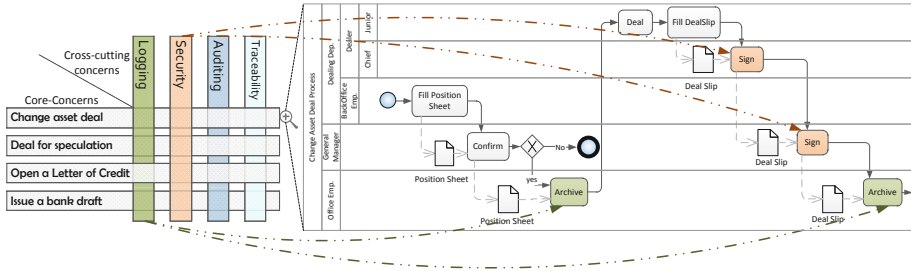 Cross-cutting
concerns
Core-Concerns
Logging
Security
Auditing
Traceability
Change asset deal
Deal for speculation
Open a Letter of Credit
Issue a bank draft
Change Asset Deal Process
Dealing Dep.
Dealer
Junior
Chief
BackOffice
Emp.
General
Manager
Office Emp.
Deal
Fill DealSlip
Sign
Deal Slip
Fill Position
Sheet
Confirm
X
No
yes
Position Sheet
Sign
Deal Slip
Archive
Position Sheet
Archive
Deal Slip